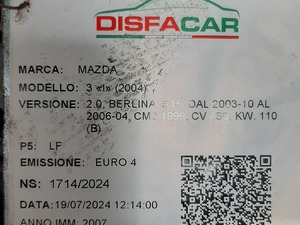 DISFACAR
MARCA: MAZDA
MODELLO: 3 «I» (2004)
VERSIONE: 2.0, BERLINA DAL 2003-10 AL
2006-04, CM3 1999, CV KW. 110
(B)
P5: LF
EMISSIONE: EURO 4
NS: 1714/2024
DATA: 19/07/2024 12:14:00
ANNO IMM: 2007